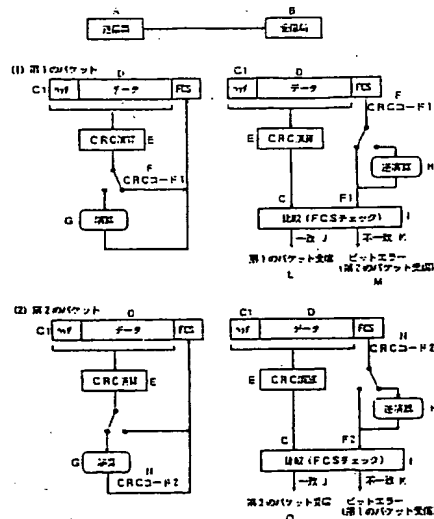 A
B
送信局
受信局
(1) 第1のパケット
D
C1
データ
FCS
CRC演算
E
F
CRCコード1
G
演算
C1
D
データ
FCS
F
CRCコード1
E
CRC演算
逆演算
H
C
F1
比較(FCSチェック)
I
一致 J
不一致 K
第1のパケット受信
L
ビットエラー
(第2のパケット受信)
M
(2) 第2のパケット
D
C1
データ
FCS
CRC演算
E
G
演算
N
CRCコード2
C1
D
データ
FCS
N
CRCコード2
E
CRC演算
逆演算
H
C
F2
比較(FCSチェック)
I
一致 J
不一致 K
第2のパケット受信
O
ビットエラー
(第1のパケット受信)